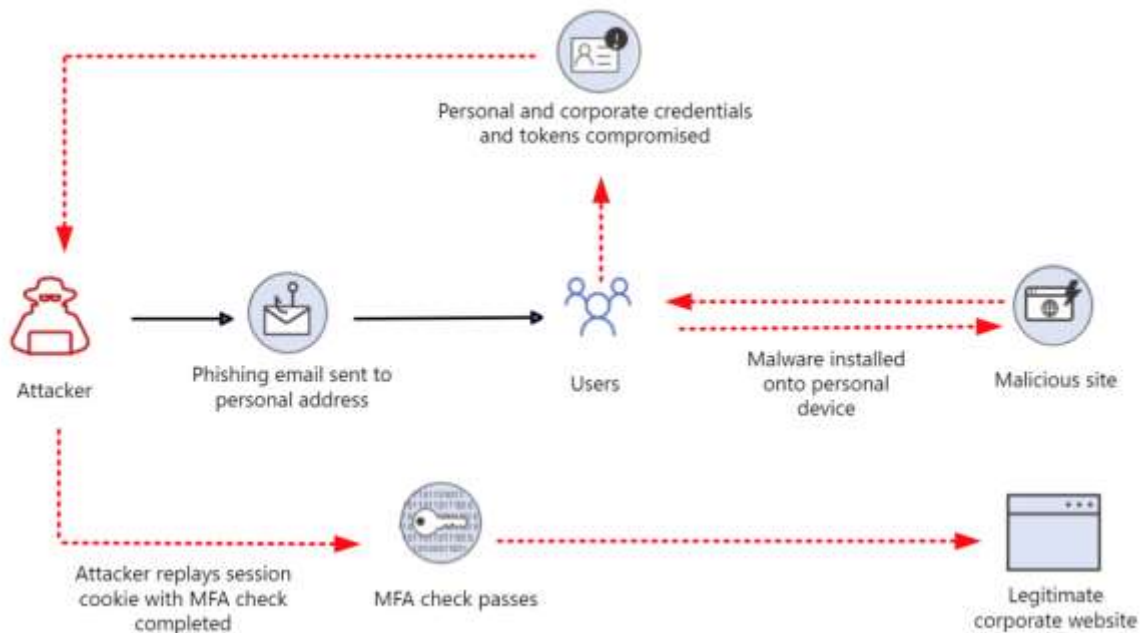 Personal and corporate credentials
and tokens compromised
Attacker
Phishing email sent to
personal address
Users
Malware installed
onto personal
device
Malicious site
Attacker replays session
cookie with MFA check
completed
MFA check passes
Legitimate
corporate website